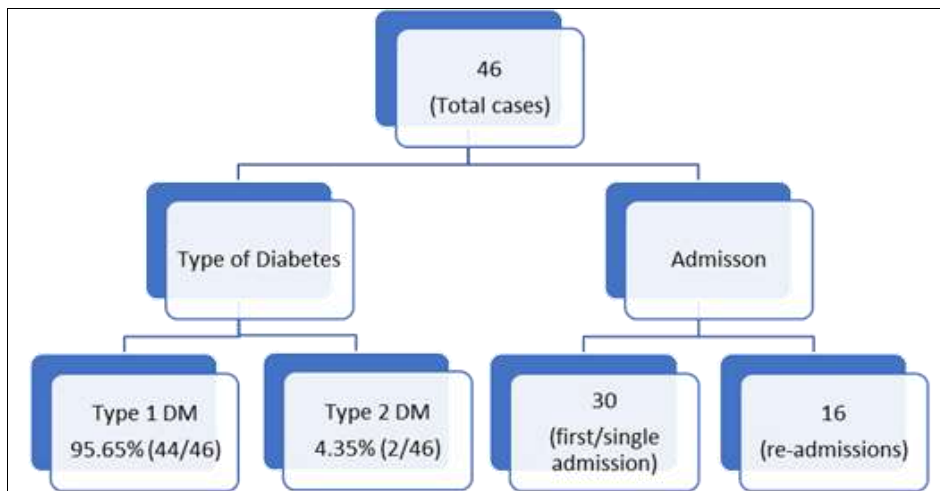 46
(Total cases)
Type of Diabetes
Admisson
Type 1 DM
95.65% (44/46)
Type 2 DM
4.35% (2/46)
30
(first/single
admission)
16
(re-admissions)